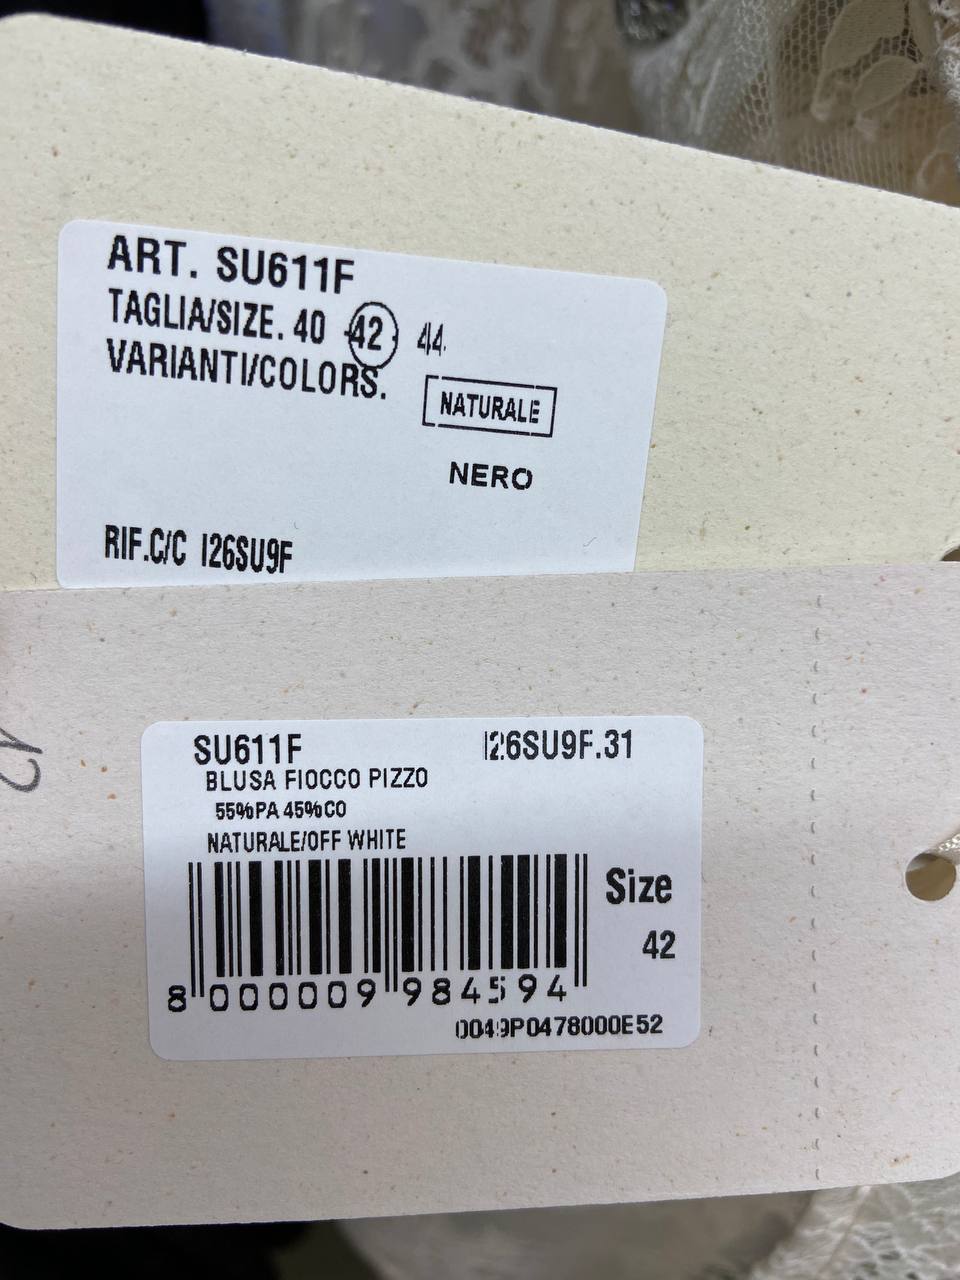 ART. SU611F
TAGLIA/SIZE. 40 42 44
VARIANTI/COLORS.
NATURALE
NERO
RIF.C/C I26SU9F
SU611F I26SU9F.31
BLUSA FIOCCO PIZZO
55%PA 45%CO
NATURALE/OFF WHITE
Size
42
8 000009 984594
0049P0478000E52